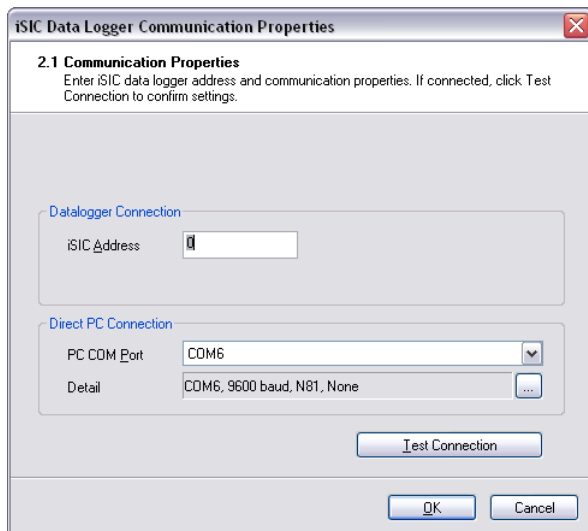 iSIC Data Logger Communication Properties
2.1 Communication Properties
Enter iSIC data logger address and communication properties. If connected, click Test
Connection to confirm settings.
Datalogger Connection
iSIC Address
0
Direct PC Connection
PC COM Port
COM6
Detail
COM6, 9600 baud, N81, None
...
Test Connection
OK
Cancel